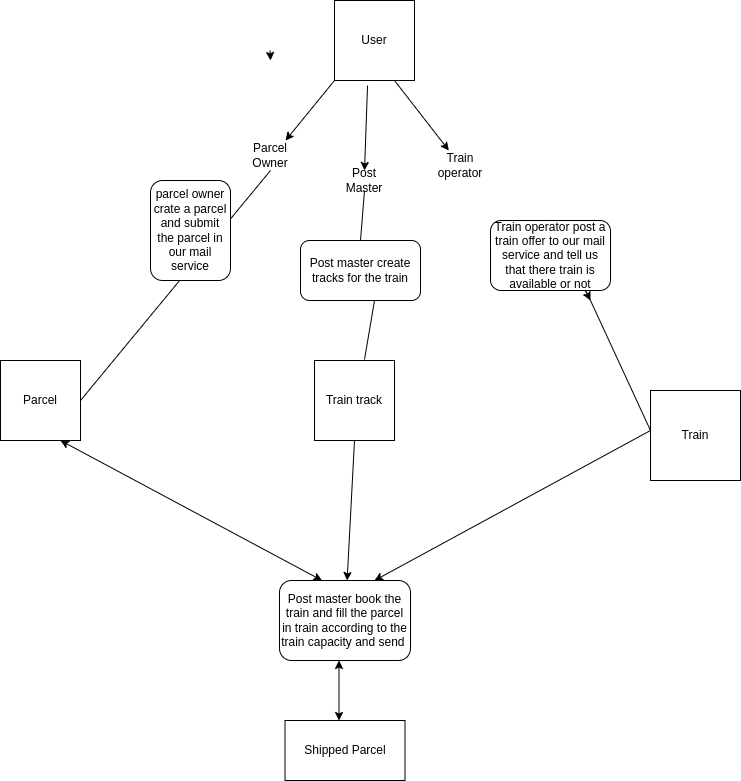 User
Parcel
Owner
Post
Master
Train
operator
parcel owner
crate a parcel
and submit
the parcel in
our mail
service
Post master create
tracks for the train
Train operator post a
train offer to our mail
service and tell us
that there train is
available or not
Parcel
Train track
Train
Post master book the
train and fill the parcel
in train according to the
train capacity and send
Shipped Parcel